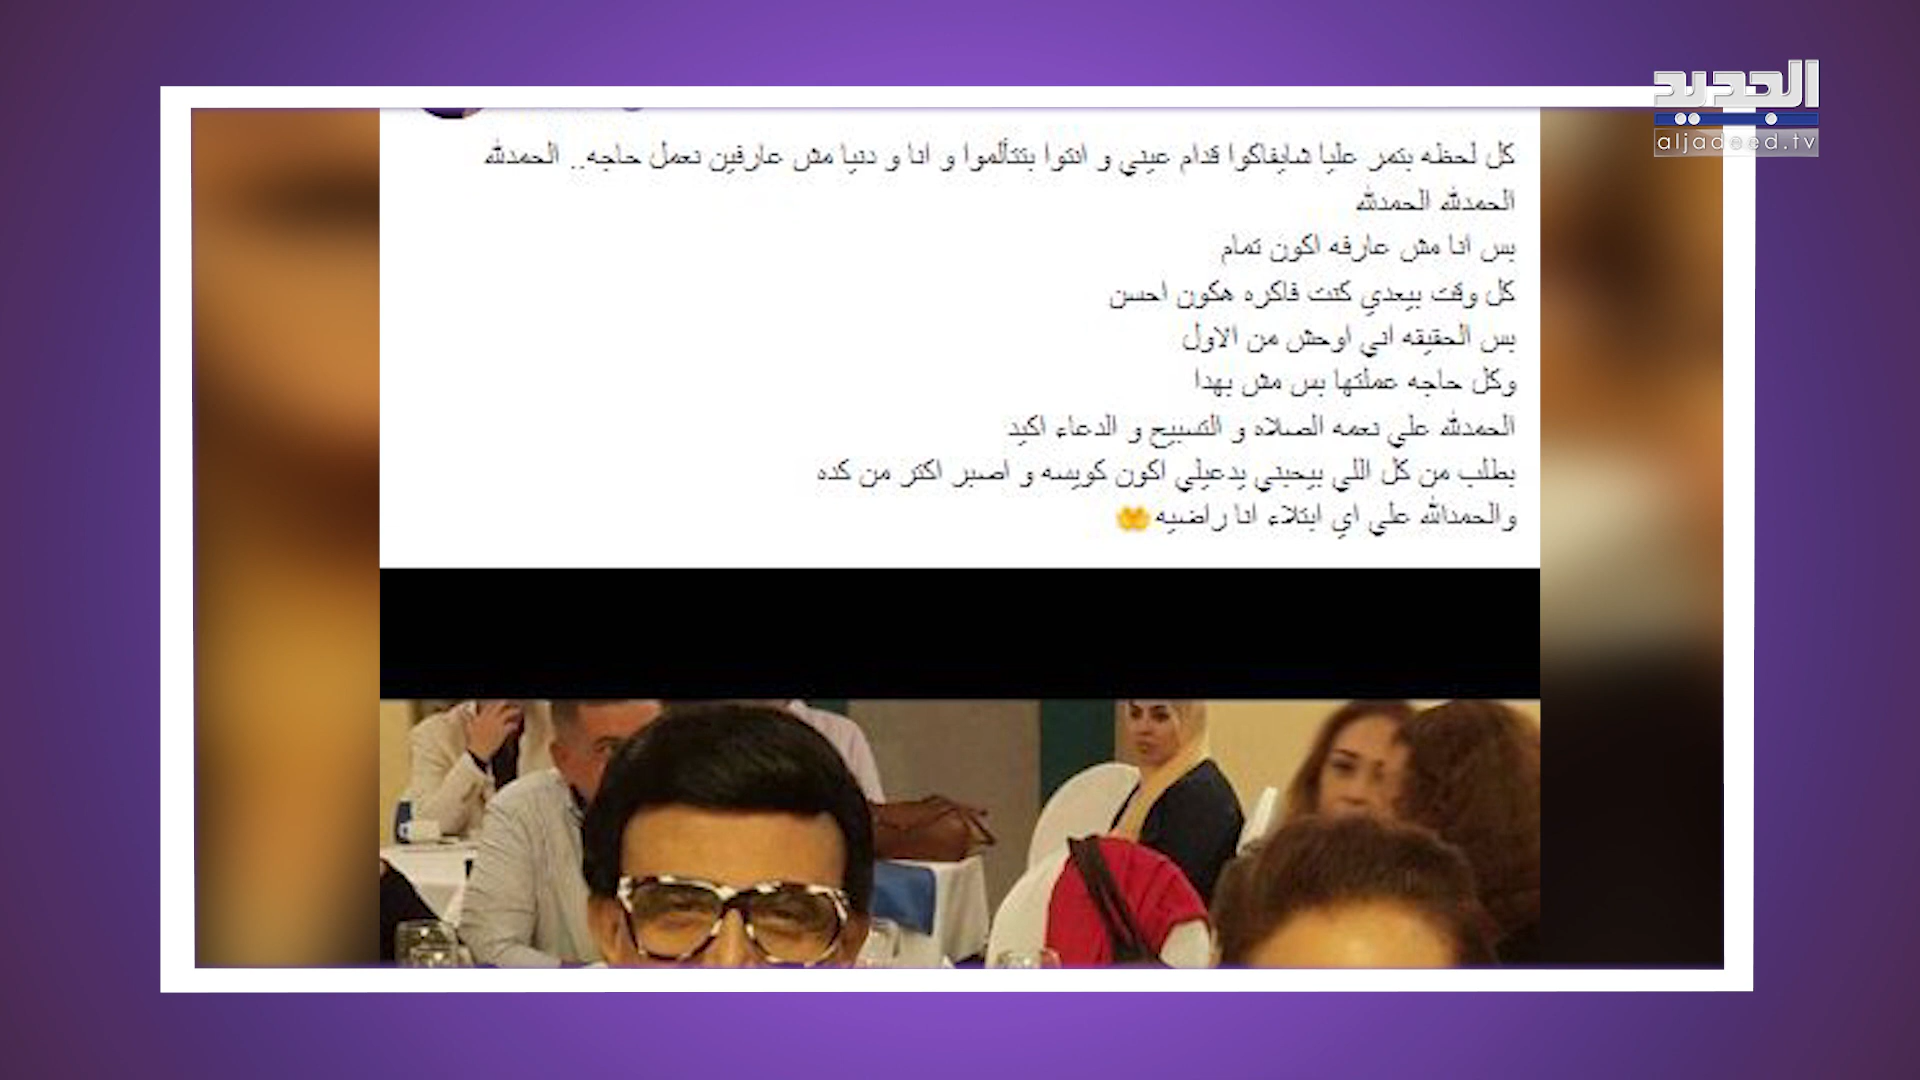 الجديد
aljadeed.tv
كل لحظه بتمر عليا شايفاكوا قدام عيني و انتوا بتتألموا و انا و دنيا مش عارفين نعمل حاجه.. الحمدلله
الحمدلله الحمدلله
بس انا مش عارفه اكون تمام
كل وقت بيعدي كنت فاكره هكون احسن
بس الحقيقه اني اوحش من الاول
وكل حاجه عملتها بس مش بهدا
الحمدلله علي نعمه الصلاه و التسبيح و الدعاء اكيد
بطلب من كل اللي بيحبني يدعيلي اكون كويسه و اصبر اكتر من كده
والحمدالله علي اي ابتلاء انا راضيه🤲